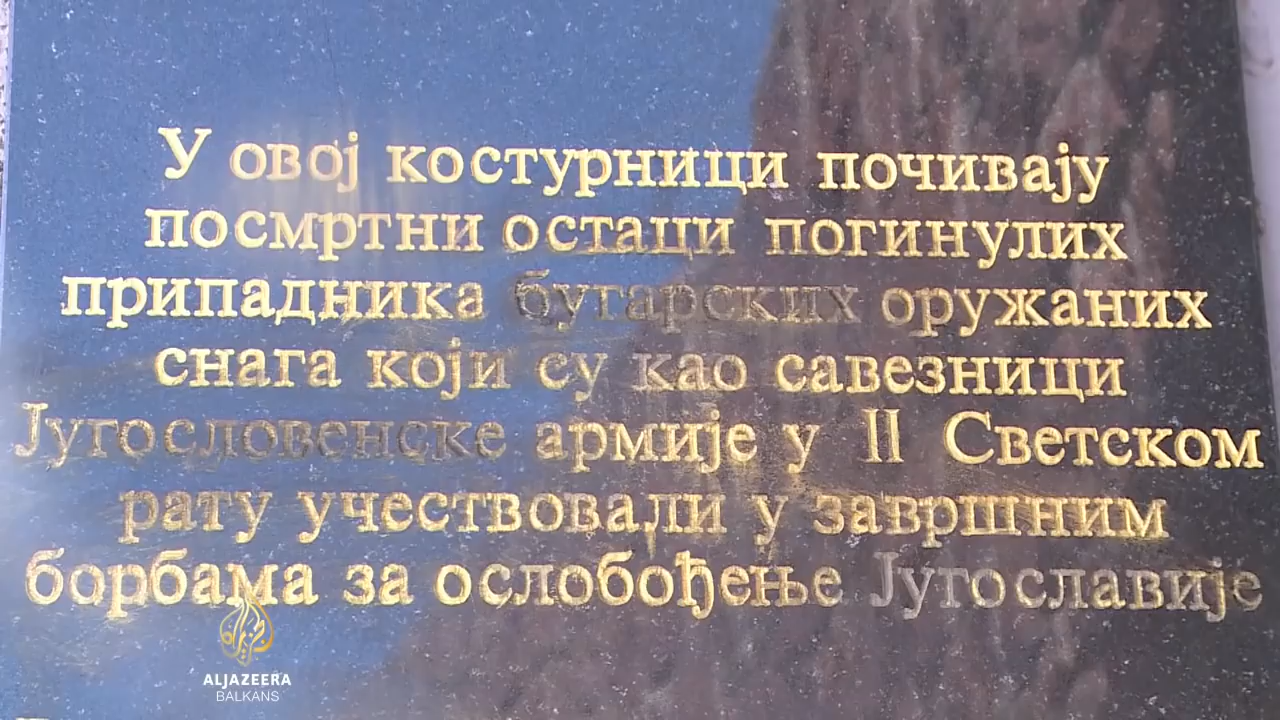 У овој костурници почивају
посмртни остаци погинулих
припадника бугарских оружаних
снага који су као савезници
Југословенске армије у II Светском
рату учествовали у завршним
борбама за ослобођење Југославије
ALJAZEERA
BALKANS